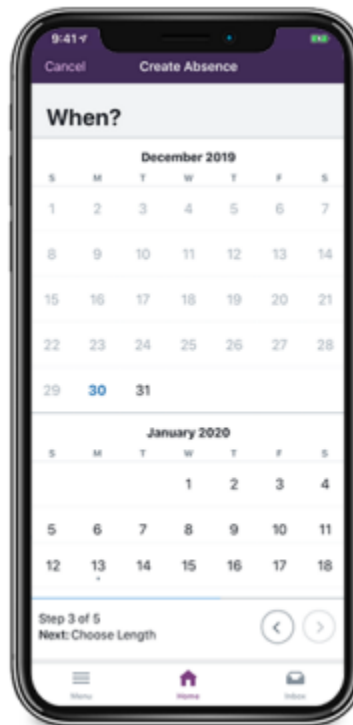 9:41
Cancel Create Absence
When?
December 2019
S M T W T F S
1 2 3 4 5 6 7
8 9 10 11 12 13 14
15 16 17 18 19 20 21
22 23 24 25 26 27 28
29 30 31
January 2020
S M T W T F S
1 2 3 4
5 6 7 8 9 10 11
12 13 14 15 16 17 18
Step 3 of 5
Next: Choose Length
Menu Home Inbox